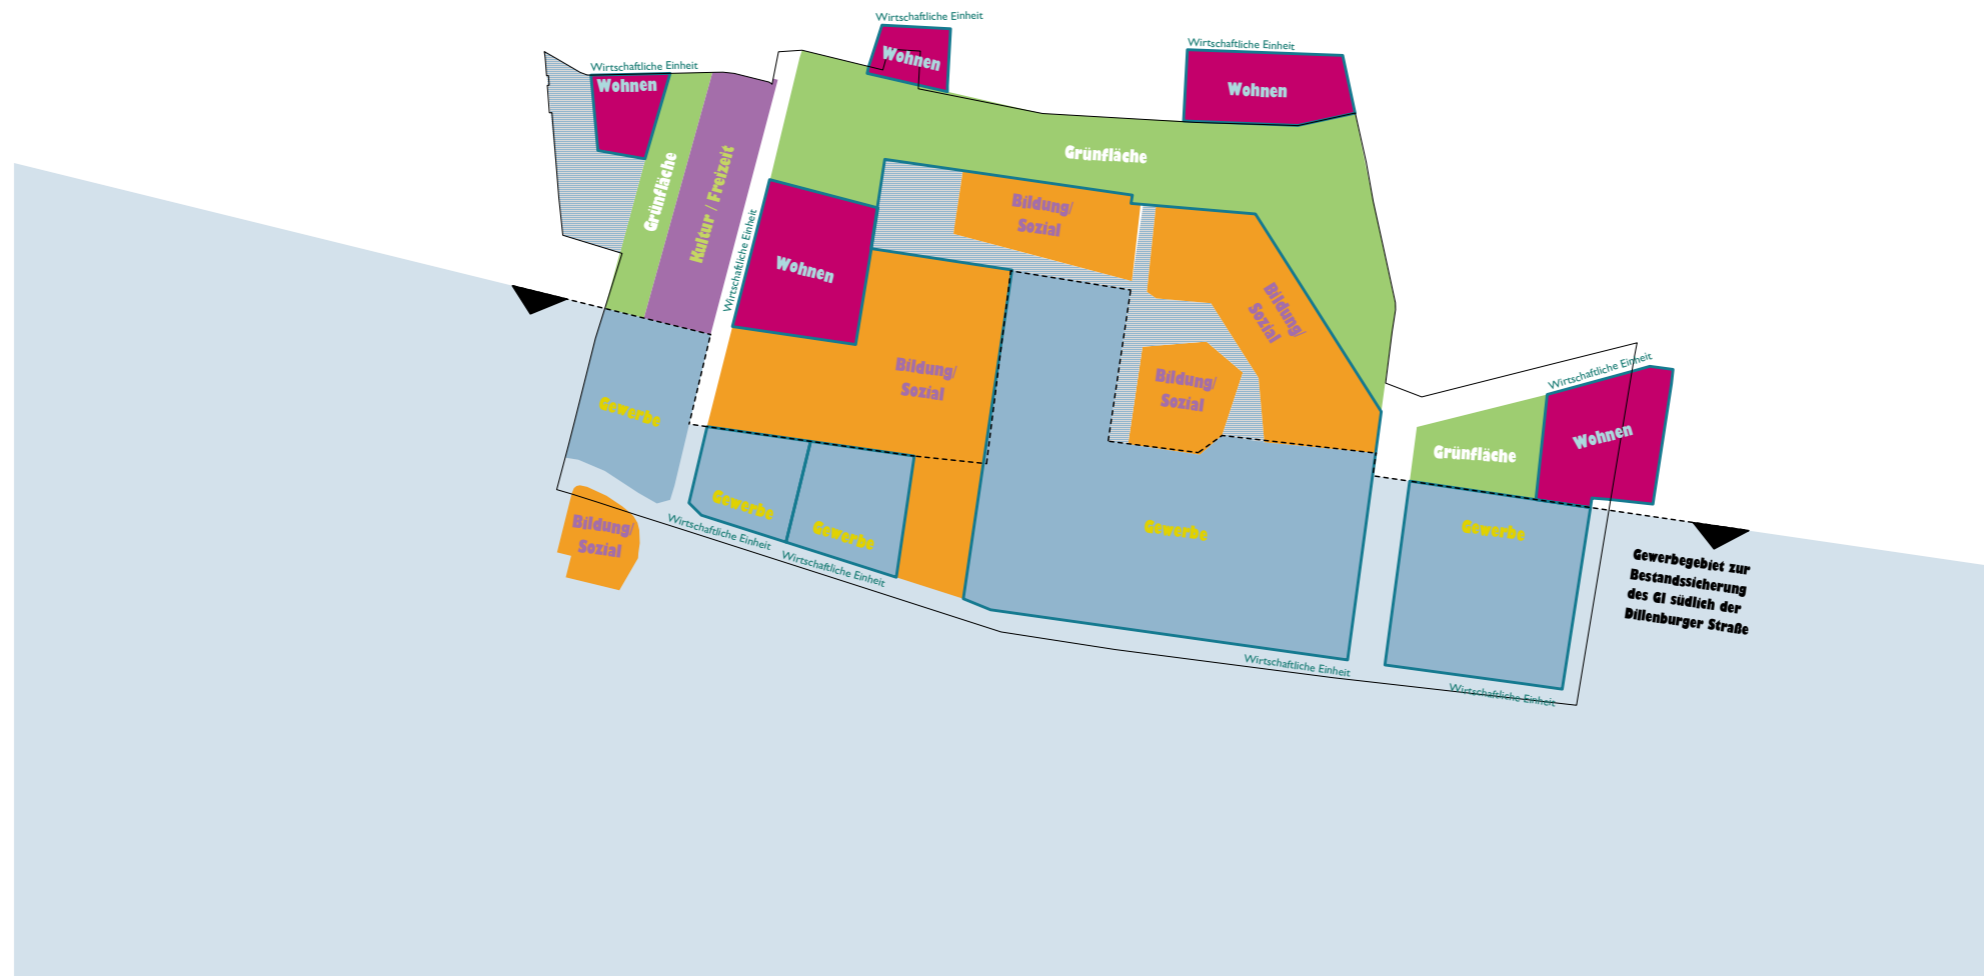 Wirtschaftliche Einheit
Wohnen
Wirtschaftliche Einheit
Wohnen
Wirtschaftliche Einheit
Wohnen
Grünfläche
Kultur / Freizeit
Grünfläche
Wirtschaftliche Einheit
Wohnen
Bildung/
Sozial
Bildung/
Sozial
Bildung/
Sozial
Bildung/
Sozial
Wirtschaftliche Einheit
Wohnen
Grünfläche
Gewerbe
Gewerbe
Gewerbe
Gewerbe
Gewerbe
Bildung/
Sozial
Wirtschaftliche Einheit
Wirtschaftliche Einheit
Wirtschaftliche Einheit
Wirtschaftliche Einheit
Gewerbegebiet zur
Bestandssicherung
des GI südlich der
Dillenburger Straße